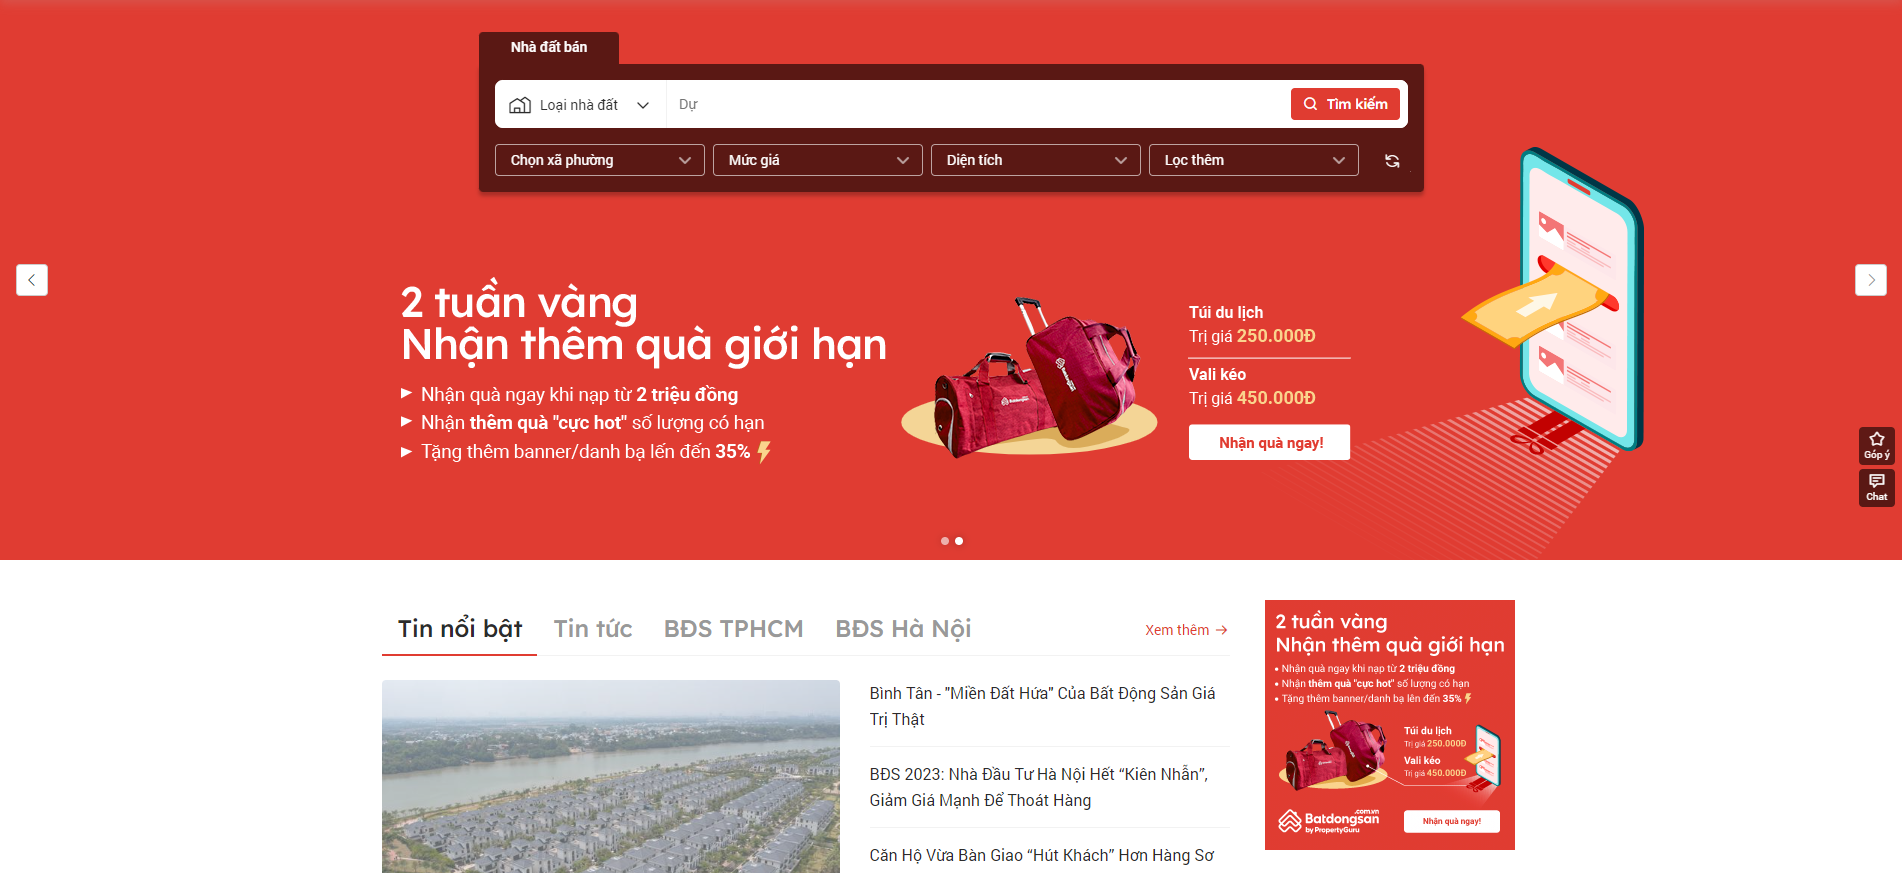 Nhà đất bán
Loại nhà đất
Dự
Tìm kiếm
Chọn xã phường
Mức giá
Diện tích
Lọc thêm
2 tuần vàng
Nhận thêm quà giới hạn
Nhận quà ngay khi nạp từ 2 triệu đồng
Nhận thêm quà "cực hot" số lượng có hạn
Tặng thêm banner/danh bạ lến đến 35%
Batdongsan
Túi du lịch
Trị giá 250.000Đ
Vali kéo
Trị giá 450.000Đ
Nhận quà ngay!
Góp ý
Chat
Tin nổi bật
Tin tức
BĐS TPHCM
BĐS Hà Nội
Xem thêm
Bình Tân - "Miền Đất Hứa" Của Bất Động Sản Giá
Trị Thật
BĐS 2023: Nhà Đầu Tư Hà Nội Hết “Kiên Nhẫn”,
Giảm Giá Mạnh Để Thoát Hàng
Căn Hộ Vừa Bàn Giao “Hút Khách” Hơn Hàng Sơ
2 tuần vàng
Nhận thêm quà giới hạn
• Nhận quà ngay khi nạp từ 2 triệu đồng
• Nhận thêm quà "cực hot" số lượng có hạn
• Tặng thêm banner/danh bạ lên đến 35%
Túi du lịch
Trị giá 250.000Đ
Vali kéo
Trị giá 450.000Đ
Batdongsan.com.vn
by PropertyGuru
Nhận quà ngay!